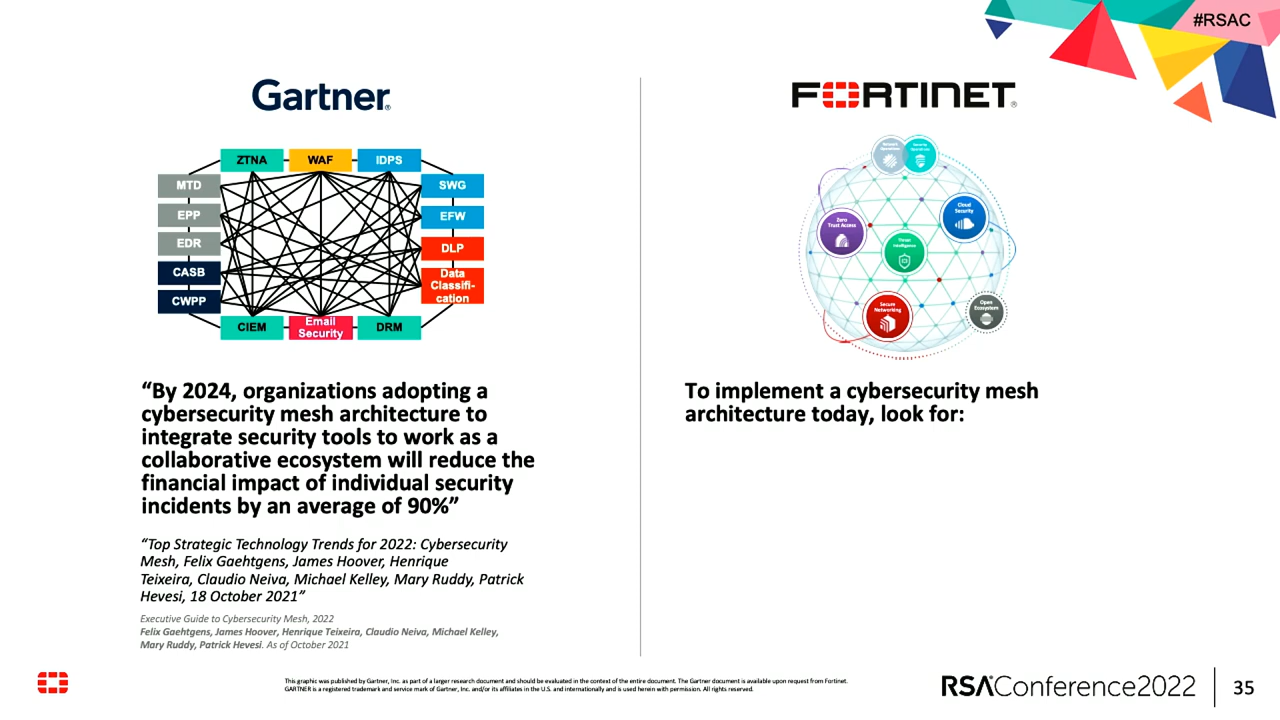 #RSAC
Gartner®
ZTNA
WAF
IDPS
MTD
SWG
EPP
EFW
EDR
DLP
CASB
Data
Classifi-
cation
CWPP
CIEM
Email
Security
DRM
“By 2024, organizations adopting a
cybersecurity mesh architecture to
integrate security tools to work as a
collaborative ecosystem will reduce the
financial impact of individual security
incidents by an average of 90%”
“Top Strategic Technology Trends for 2022: Cybersecurity
Mesh, Felix Gaehtgens, James Hoover, Henrique
Teixeira, Claudio Neiva, Michael Kelley, Mary Ruddy, Patrick
Hevesi, 18 October 2021”
Executive Guide to Cybersecurity Mesh, 2022
Felix Gaehtgens, James Hoover, Henrique Teixeira, Claudio Neiva, Michael Kelley,
Mary Ruddy, Patrick Hevesi. As of October 2021
FORTINET®
Network
Operations
Security
Operations
Zero
Trust Access
Cloud
Security
Threat
Intelligence
Secure
Networking
Open
Ecosystem
To implement a cybersecurity mesh
architecture today, look for:
This graphic was published by Gartner, Inc. as part of a larger research document and should be evaluated in the context of the entire document. The Gartner document is available upon request from Fortinet.
GARTNER is a registered trademark and service mark of Gartner, Inc. and/or its affiliates in the U.S. and internationally and is used herein with permission. All rights reserved.
RSAConference2022
35